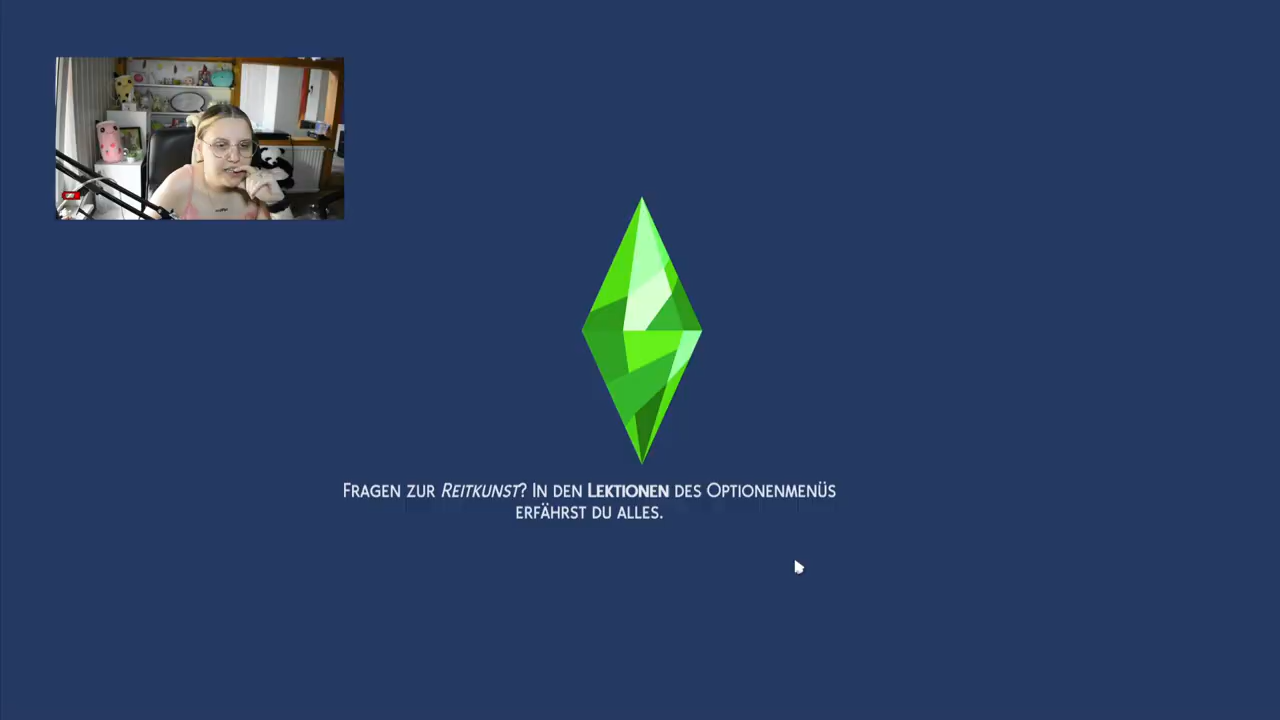 Fragen zur Reitkunst? In den Lektionen des Optionenmenüs
erfährst du alles.